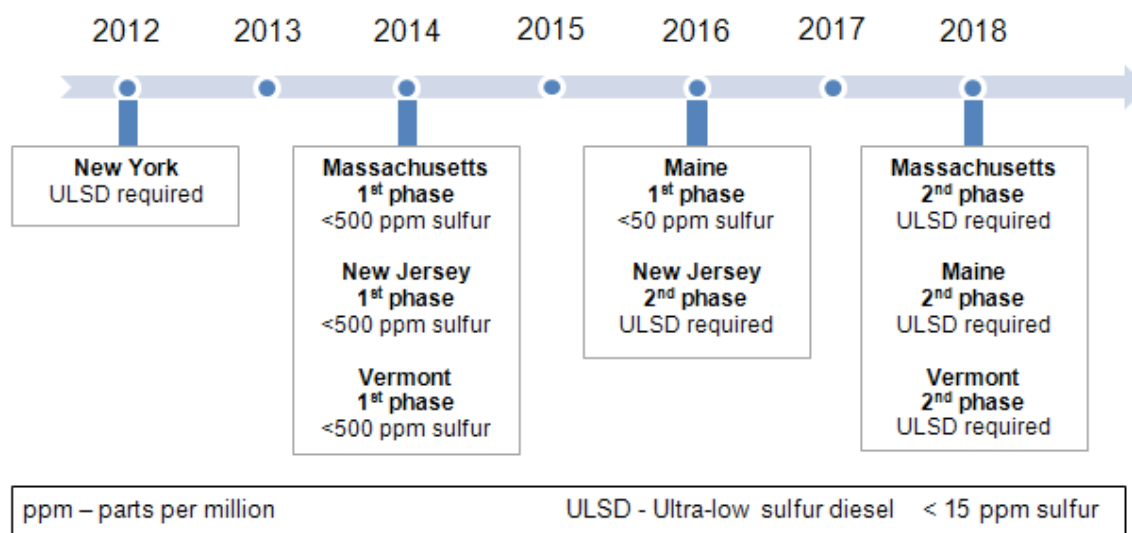 2012 2013 2014 2015 2016 2017 2018
New York
ULSD required
Massachusetts
1st phase
<500 ppm sulfur
New Jersey
1st phase
<500 ppm sulfur
Vermont
1st phase
<500 ppm sulfur
Maine
1st phase
<50 ppm sulfur
New Jersey
2nd phase
ULSD required
Massachusetts
2nd phase
ULSD required
Maine
2nd phase
ULSD required
Vermont
2nd phase
ULSD required
ppm – parts per million ULSD - Ultra-low sulfur diesel < 15 ppm sulfur